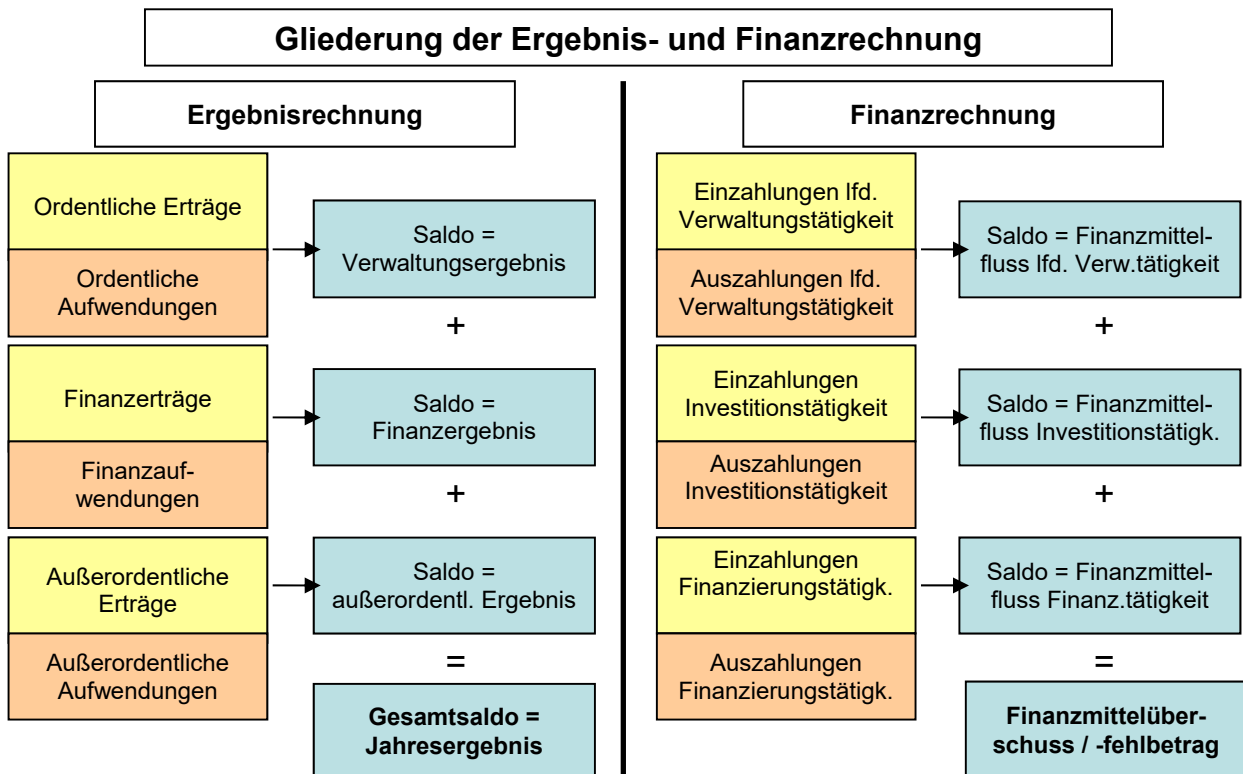 Gliederung der Ergebnis- und Finanzrechnung
Ergebnisrechnung
Ordentliche Erträge
Ordentliche
Aufwendungen
Saldo =
Verwaltungsergebnis
+
Finanzerträge
Finanzauf-
wendungen
Saldo =
Finanzergebnis
+
Außerordentliche
Erträge
Außerordentliche
Aufwendungen
Saldo =
außerordentl. Ergebnis
=
Gesamtsaldo =
Jahresergebnis
Finanzrechnung
Einzahlungen lfd.
Verwaltungstätigkeit
Auszahlungen lfd.
Verwaltungstätigkeit
Saldo = Finanzmittel-
fluss lfd. Verw.tätigkeit
+
Einzahlungen
Investitionstätigkeit
Auszahlungen
Investitionstätigkeit
Saldo = Finanzmittel-
fluss Investitionstätigk.
+
Einzahlungen
Finanzierungstätigk.
Auszahlungen
Finanzierungstätigk.
Saldo = Finanzmittel-
fluss Finanz.tätigkeit
=
Finanzmittelüber-
schuss / -fehlbetrag